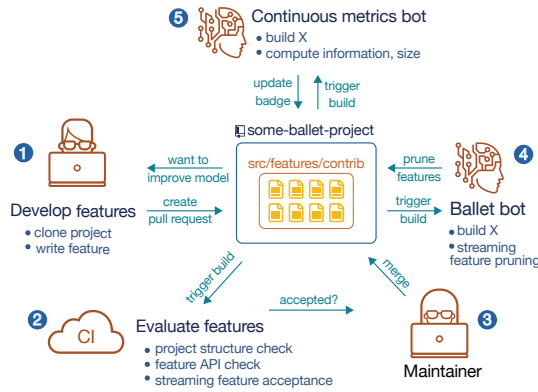 5
Continuous metrics bot
build X
compute information, size
update
badge
trigger
build
some-ballet-project
src/features/contrib
1
want to
improve model
create
pull request
Develop features
clone project
write feature
prune
features
trigger
build
4
Ballet bot
build X
streaming
feature pruning
trigger build
accepted?
merge
2
CI
Evaluate features
project structure check
feature API check
streaming feature acceptance
3
Maintainer